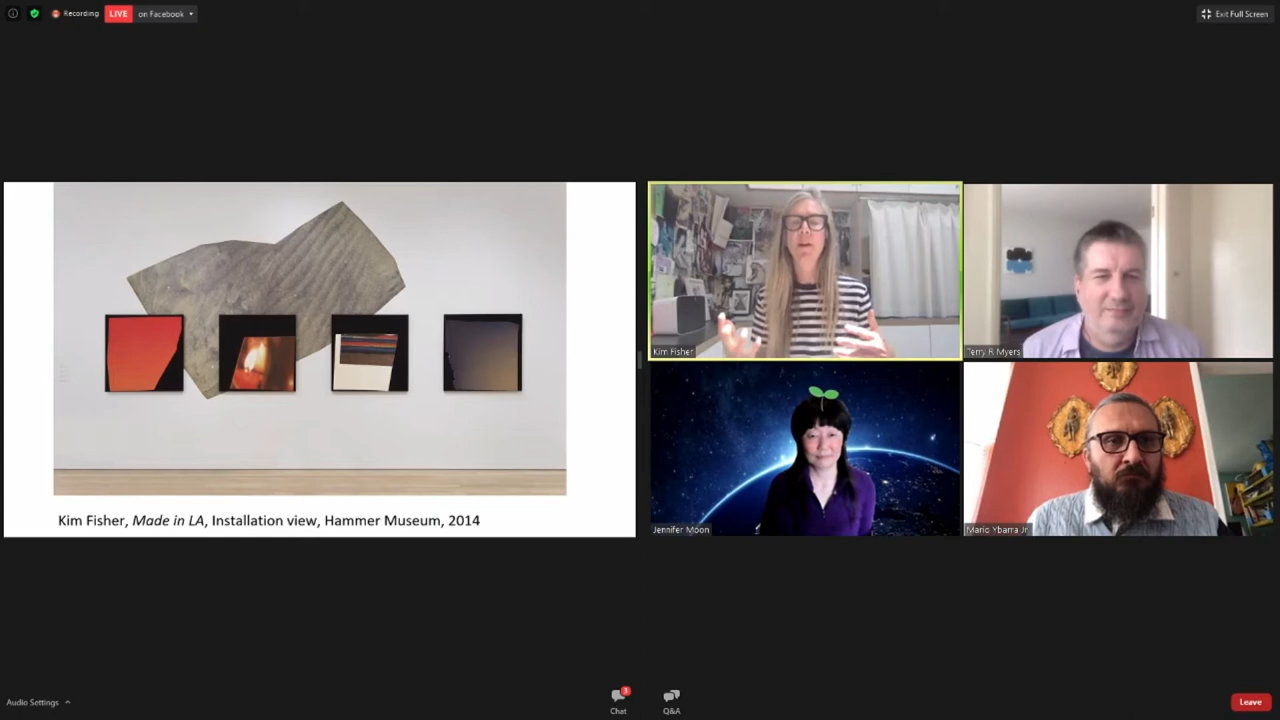 Recording
LIVE
on Facebook
Exit Full Screen
Kim Fisher, Made in LA, Installation view, Hammer Museum, 2014
Kim Fisher
Terry R Myers
Jennifer Moon
Mario Ybarra Jr
Audio Settings
3
Chat
Q&A
Leave